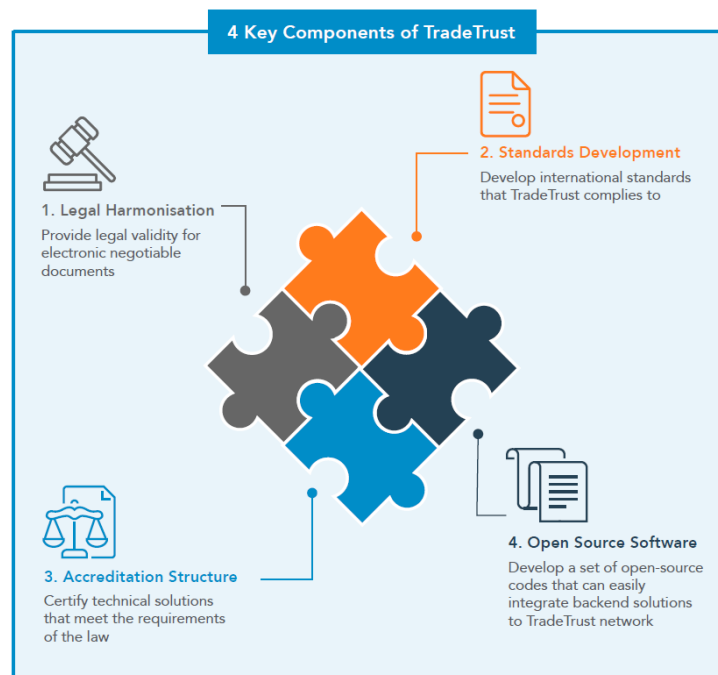 4 Key Components of TradeTrust
1. Legal Harmonisation
Provide legal validity for
electronic negotiable
documents
2. Standards Development
Develop international standards
that TradeTrust complies to
3. Accreditation Structure
Certify technical solutions
that meet the requirements
of the law
4. Open Source Software
Develop a set of open-source
codes that can easily
integrate backend solutions
to TradeTrust network